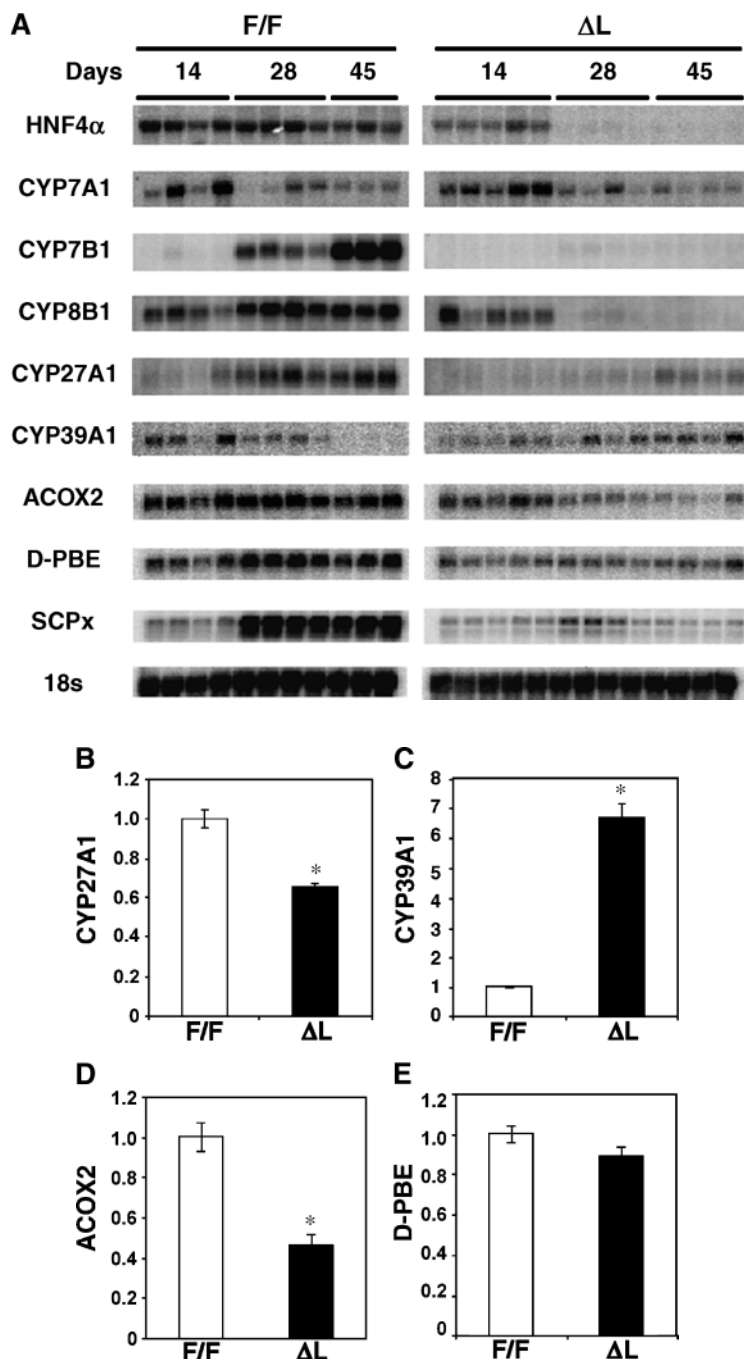 A
F/F ΔL
Days 14 28 45 14 28 45
HNF4α
CYP7A1
CYP7B1
CYP8B1
CYP27A1
CYP39A1
ACOX2
D-PBE
SCPx
18s
B
CYP27A1
1.2
1.0
0.8
0.6
0.4
0.2
0
*
F/F ΔL
C
CYP39A1
8
7
6
5
4
3
2
1
0
*
F/F ΔL
D
ACOX2
1.2
1.0
0.8
0.6
0.4
0.2
0
*
F/F ΔL
E
D-PBE
1.2
1.0
0.8
0.6
0.4
0.2
0
F/F ΔL